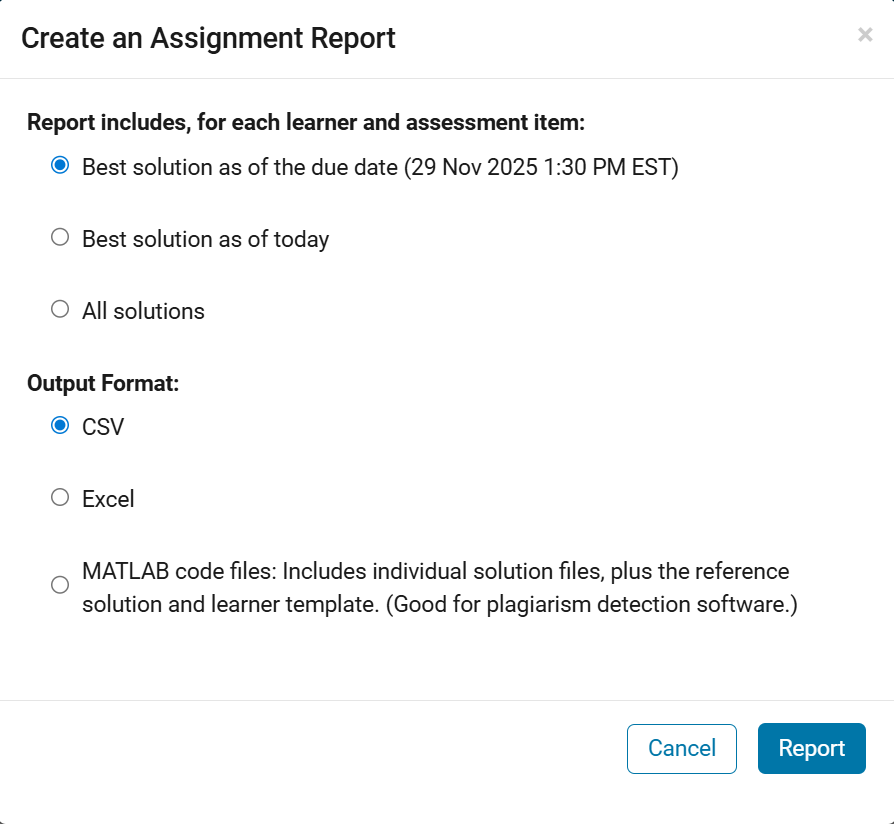 Create an Assignment Report
×
Report includes, for each learner and assessment item:
Best solution as of the due date (29 Nov 2025 1:30 PM EST)
Best solution as of today
All solutions
Output Format:
CSV
Excel
MATLAB code files: Includes individual solution files, plus the reference
solution and learner template. (Good for plagiarism detection software.)
Cancel
Report